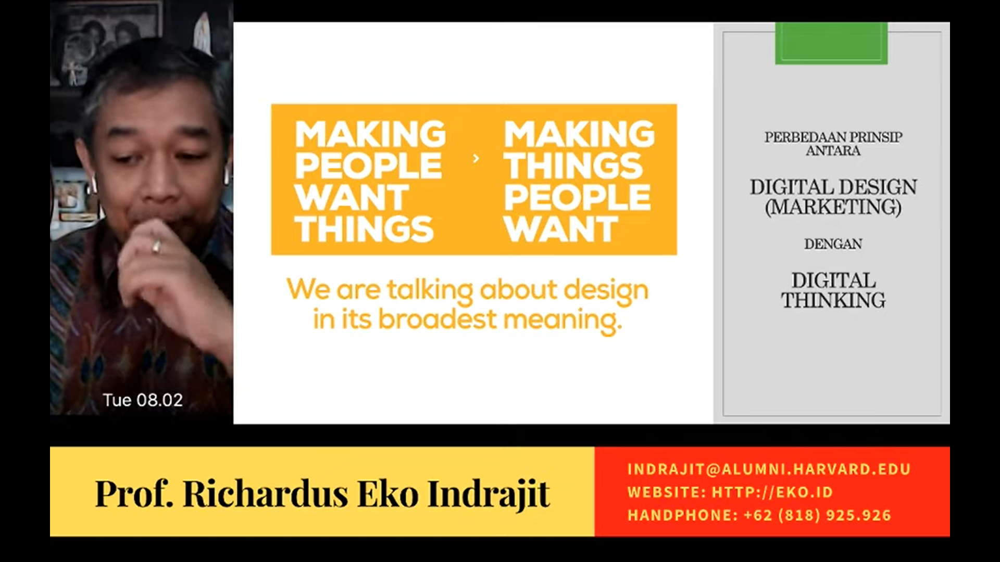 MAKING
PEOPLE
WANT
THINGS
>
MAKING
THINGS
PEOPLE
WANT
We are talking about design
in its broadest meaning.
PERBEDAAN PRINSIP
ANTARA
DIGITAL DESIGN
(MARKETING)
DENGAN
DIGITAL
THINKING
Tue 08.02
Prof. Richardus Eko Indrajit
INDRAJIT@ALUMNI.HARVARD.EDU
WEBSITE: HTTP://EKO.ID
HANDPHONE: +62 (818) 925.926